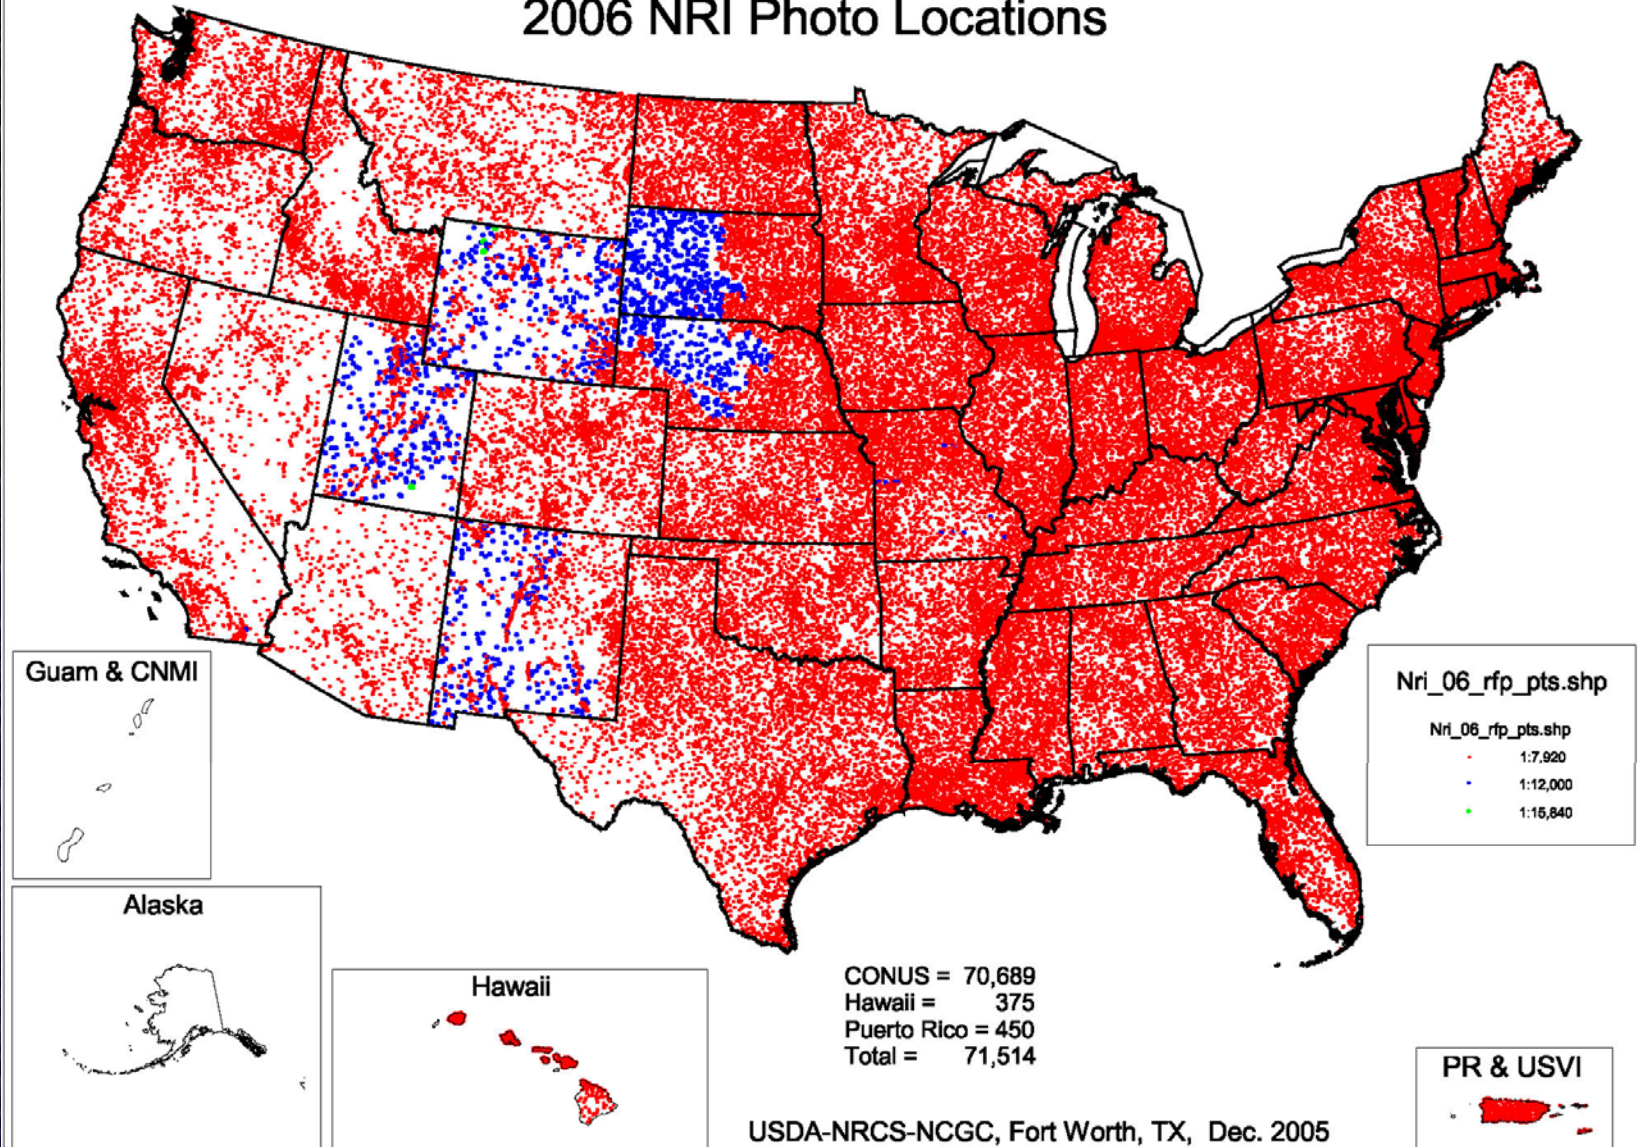 2006 NRI Photo Locations
Guam & CNMI
Nri_06_rfp_pts.shp
Nri_06_rfp_pts.shp
1:7,920
1:12,000
1:15,840
Alaska
Hawaii
CONUS = 70,689
Hawaii = 375
Puerto Rico = 450
Total = 71,514
PR & USVI
USDA-NRCS-NCGC, Fort Worth, TX, Dec. 2005